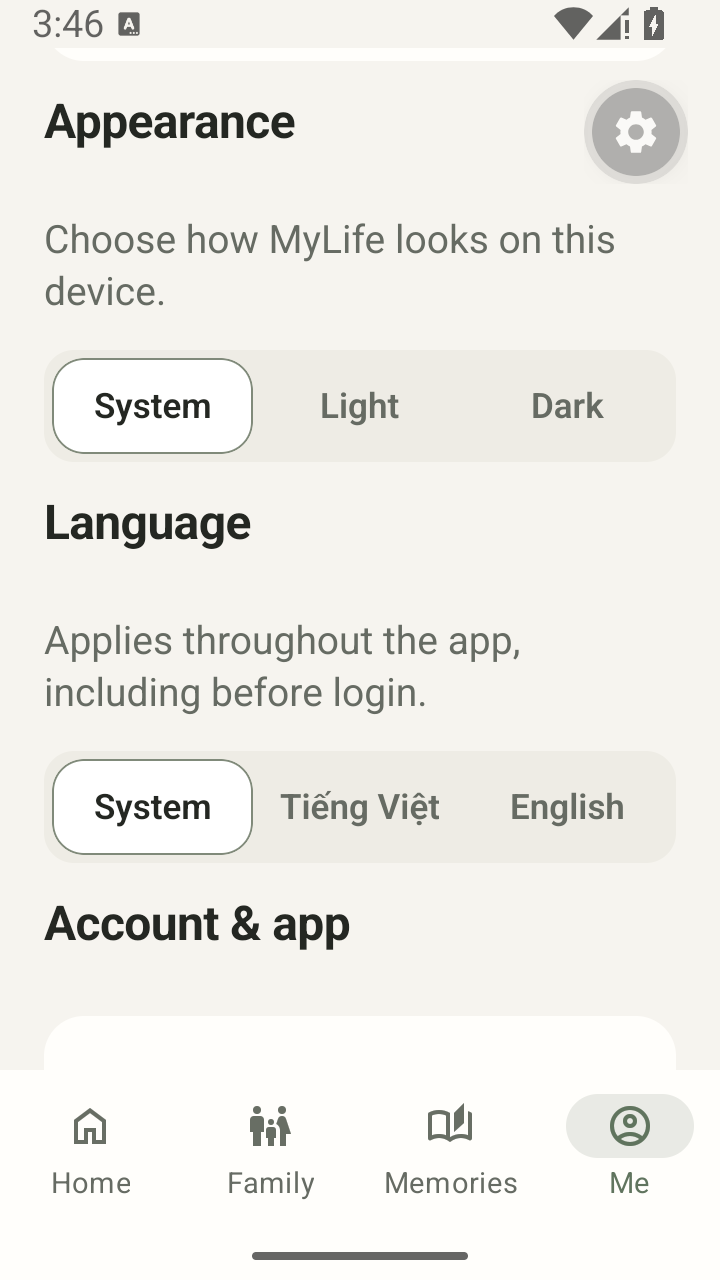 3:46
Appearance
Choose how MyLife looks on this
device.
System Light Dark
Language
Applies throughout the app,
including before login.
System Tiếng Việt English
Account & app
Home Family Memories Me